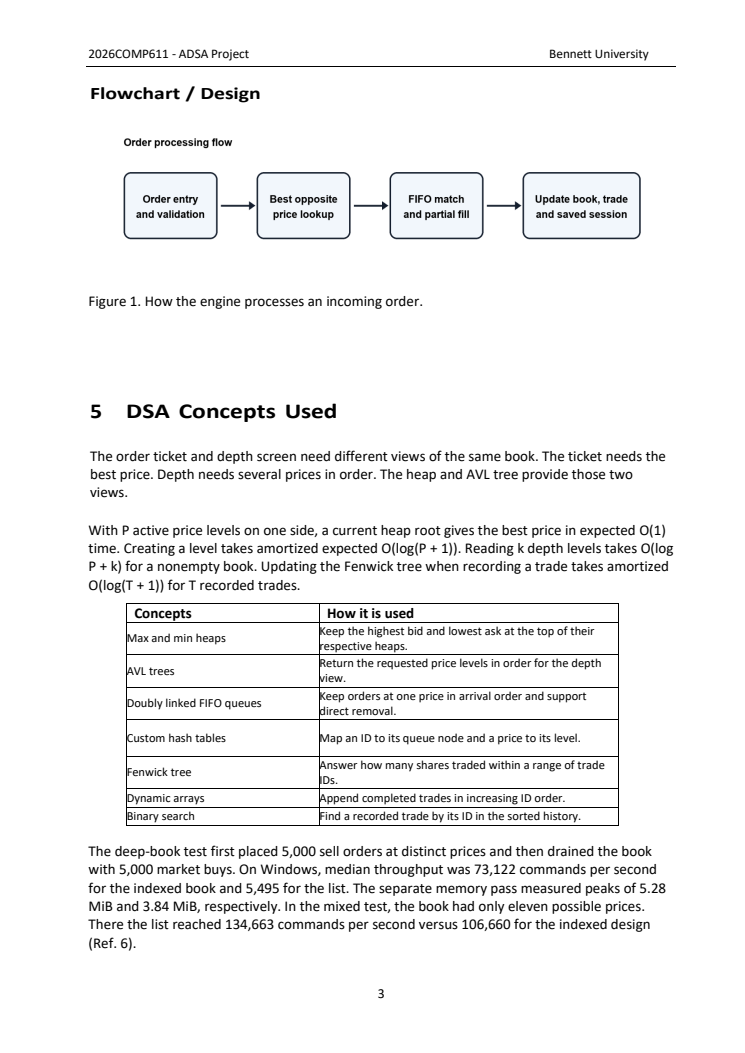 2026COMP611 - ADSA Project Bennett University
Flowchart / Design
Order processing flow
Order entry
and validation
Best opposite
price lookup
FIFO match
and partial fill
Update book, trade
and saved session
Figure 1. How the engine processes an incoming order.
5 DSA Concepts Used
The order ticket and depth screen need different views of the same book. The ticket needs the
best price. Depth needs several prices in order. The heap and AVL tree provide those two
views.
With P active price levels on one side, a current heap root gives the best price in expected O(1)
time. Creating a level takes amortized expected O(log(P + 1)). Reading k depth levels takes O(log
P + k) for a nonempty book. Updating the Fenwick tree when recording a trade takes amortized
O(log(T + 1)) for T recorded trades.
Concepts How it is used
Max and min heaps
Keep the highest bid and lowest ask at the top of their
respective heaps.
AVL trees
Return the requested price levels in order for the depth
view.
Doubly linked FIFO queues
Keep orders at one price in arrival order and support
direct removal.
Custom hash tables
Map an ID to its queue node and a price to its level.
Fenwick tree
Answer how many shares traded within a range of trade
IDs.
Dynamic arrays
Append completed trades in increasing ID order.
Binary search
Find a recorded trade by its ID in the sorted history.
The deep-book test first placed 5,000 sell orders at distinct prices and then drained the book
with 5,000 market buys. On Windows, median throughput was 73,122 commands per second
for the indexed book and 5,495 for the list. The separate memory pass measured peaks of 5.28
MiB and 3.84 MiB, respectively. In the mixed test, the book had only eleven possible prices.
There the list reached 134,663 commands per second versus 106,660 for the indexed design
(Ref. 6).
3